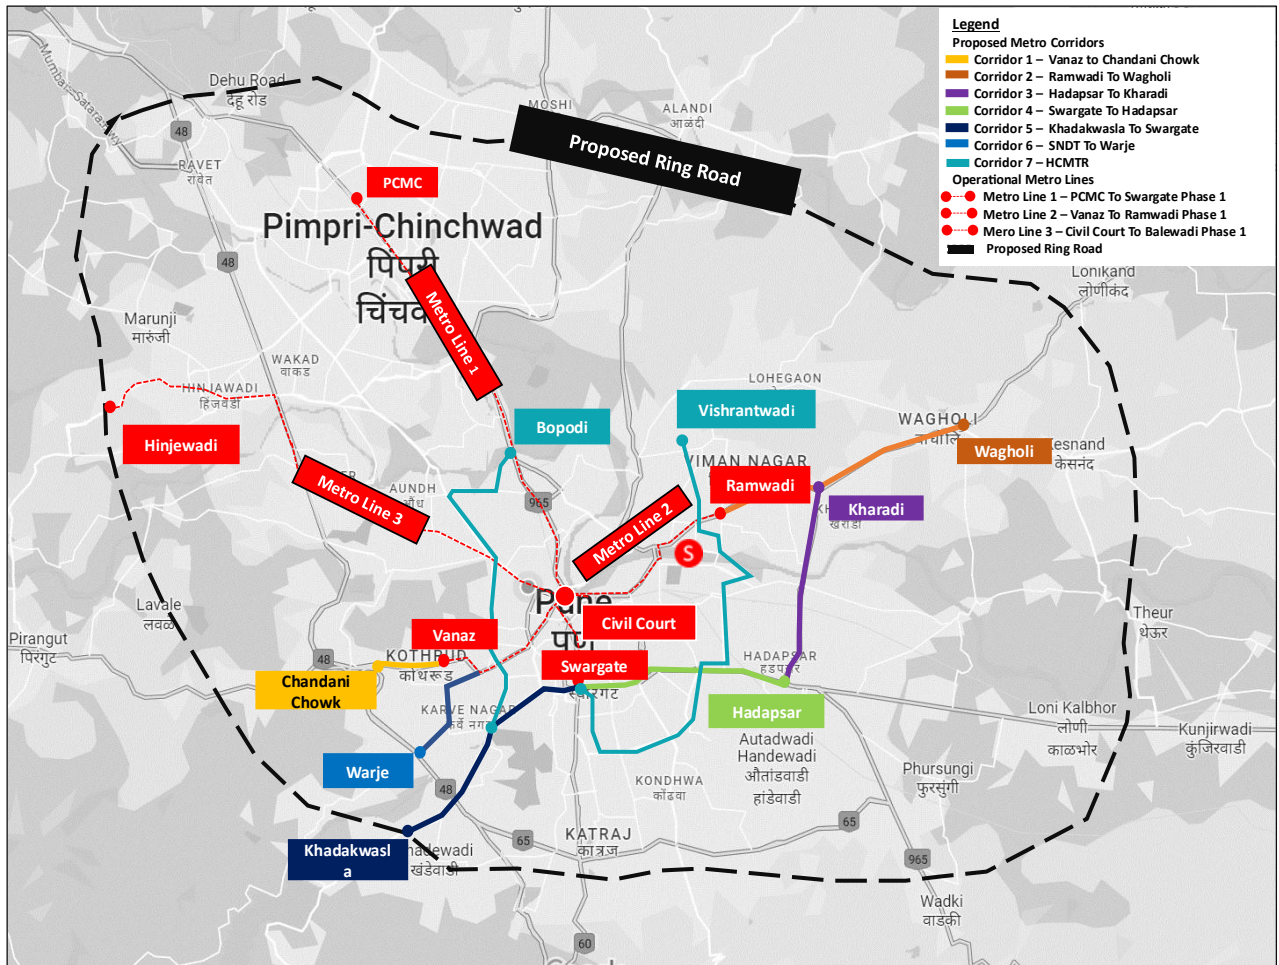 Legend
Proposed Metro Corridors
Corridor 1 – Vanaz to Chandani Chowk
Corridor 2 – Ramwadi To Wagholi
Corridor 3 – Hadapsar To Kharadi
Corridor 4 – Swargate To Hadapsar
Corridor 5 – Khadakwasla To Swargate
Corridor 6 – SNDT To Warje
Corridor 7 – HCMTR
Operational Metro Lines
Metro Line 1 – PCMC To Swargate Phase 1
Metro Line 2 – Vanaz To Ramwadi Phase 1
Mero Line 3 – Civil Court To Balewadi Phase 1
Proposed Ring Road
Dehu Road
देहू रोड
MOSHI
ALANDI
आळंदी
Proposed Ring Road
48
RAVET
रावेत
PCMC
Pimpri-Chinchwad
पिंपरी
48
Lonikand
लोणीकंद
Metro Line 1
Marunji
मारुंजी
WAKAD
वाकड
HINJAWADI
हिंजवडी
LOHEGAON
Vishrantwadi
Bopodi
WAGHOLI
Hinjewadi
Wagholi
केसनंद
VIMAN NAGAR
Ramwadi
AUNDH
औंध
Metro Line 3
965
Metro Line 2
Kharadi
खराडी
S
Lavale
लवळे
Pune
Civil Court
Theur
थेऊर
Pirangut
पिरंगुट
Vanaz
48
KOTHRUD
कोथरूड
Swargate
स्वारगेट
HADAPSAR
हडपसर
Chandani
Chowk
KARVE NAGAR
Hadapsar
Loni Kalbhor
लोणी
काळभोर
Kunjirwadi
कुंजिरवाडी
Autadwadi
Handewadi
औतांडवाडी
हांडेवाडी
Warje
48
KONDHWA
कोंढवा
Phursungi
फुरसुंगी
65
KATRAJ
कात्रज
65
Khadakwasl
a
खंडेवाडी
965
Wadki
वाडकी
60